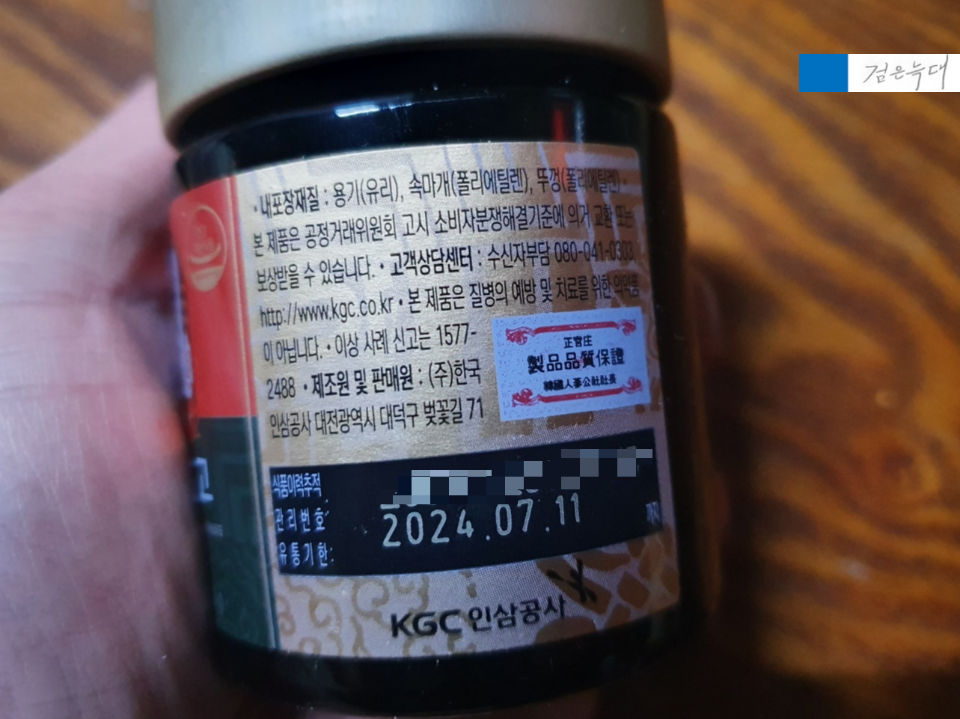 검은늑대
· 내포장재질 : 용기(유리), 속마개(폴리에틸렌), 뚜껑(폴리에틸렌) ·
본 제품은 공정거래위원회 고시 소비자분쟁해결기준에 의거 교환 또는
보상받을 수 있습니다. · 고객상담센터 : 수신자부담 080-041-0303,
http://www.kgc.co.kr · 본 제품은 질병의 예방 및 치료를 위한 의약품
이 아닙니다. · 이상 사례 신고는 1577-
2488 · 제조원 및 판매원 : (주)한국
인삼공사 대전광역시 대덕구 벚꽃길 71
正官庄
製品品質保證
韓國人蔘公社社長
고
식품이력추적
관리번호:
유통기한: 2024.07.11 까지
KGC 인삼공사